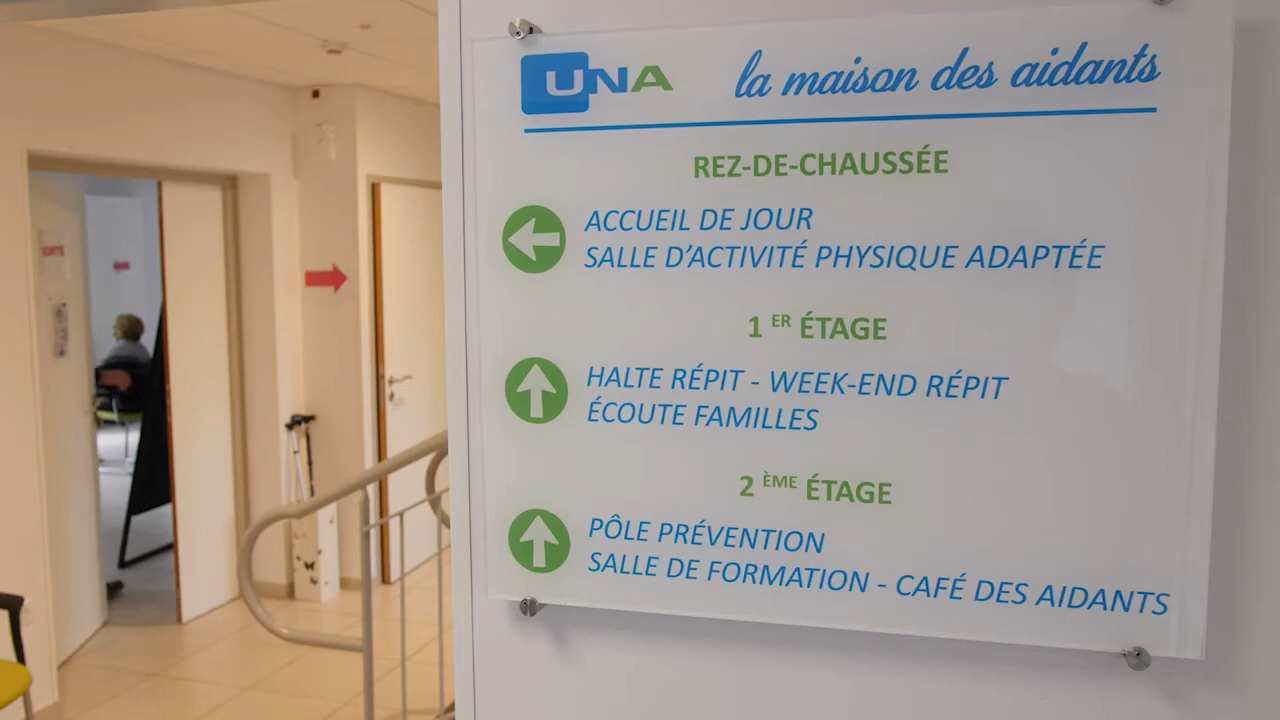 UNA la maison des aidants
REZ-DE-CHAUSSÉE
ACCUEIL DE JOUR
SALLE D'ACTIVITÉ PHYSIQUE ADAPTÉE
1 ER ÉTAGE
HALTE RÉPIT - WEEK-END RÉPIT
ÉCOUTE FAMILLES
2 ÈME ÉTAGE
PÔLE PRÉVENTION
SALLE DE FORMATION - CAFÉ DES AIDANTS
SORTIE